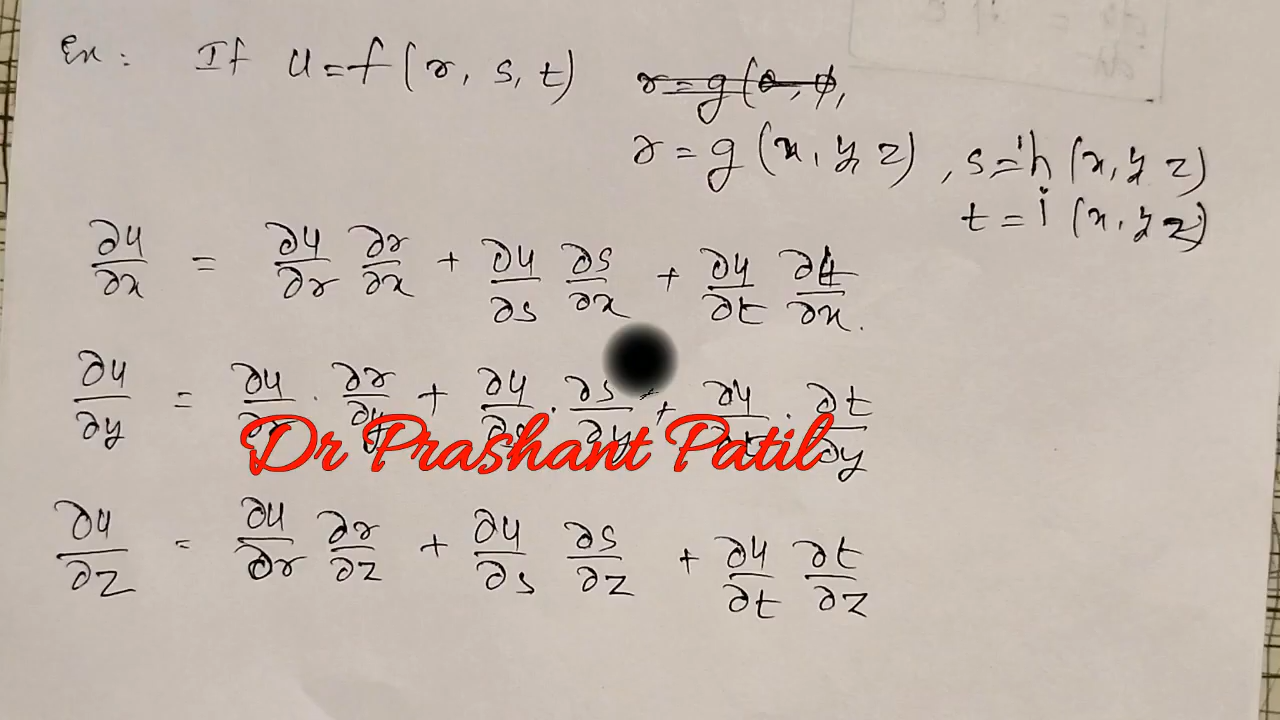 Ex: If u=f(r, s, t) r=g(θ, φ,
r=g(x, y, z), s=h(x, y, z)
t=i(x, y, z)
∂u/∂x = ∂u/∂r ∂r/∂x + ∂u/∂s ∂s/∂x + ∂u/∂t ∂t/∂x.
∂u/∂y = ∂u/∂r · ∂r/∂y + ∂u/∂s · ∂s/∂y + ∂u/∂t · ∂t/∂y
Dr Prashant Patil
∂u/∂z = ∂u/∂r ∂r/∂z + ∂u/∂s ∂s/∂z + ∂u/∂t ∂t/∂z